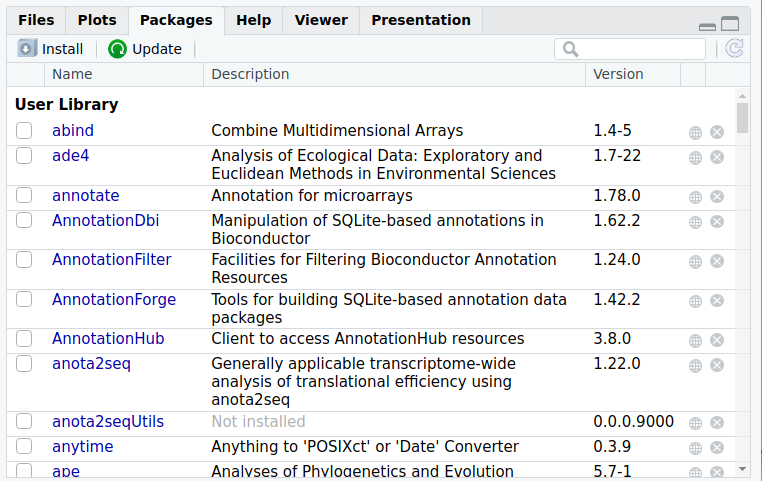 Files Plots Packages Help Viewer Presentation
Install Update
Name Description Version
User Library
abind Combine Multidimensional Arrays 1.4-5
ade4 Analysis of Ecological Data: Exploratory and 1.7-22
Euclidean Methods in Environmental Sciences
annotate Annotation for microarrays 1.78.0
AnnotationDbi Manipulation of SQLite-based annotations in 1.62.2
Bioconductor
AnnotationFilter Facilities for Filtering Bioconductor Annotation 1.24.0
Resources
AnnotationForge Tools for building SQLite-based annotation data 1.42.2
packages
AnnotationHub Client to access AnnotationHub resources 3.8.0
anota2seq Generally applicable transcriptome-wide 1.22.0
analysis of translational efficiency using
anota2seq
anota2seqUtils Not installed 0.0.0.9000
anytime Anything to 'POSIXct' or 'Date' Converter 0.3.9
ape Analyses of Phylogenetics and Evolution 5.7-1